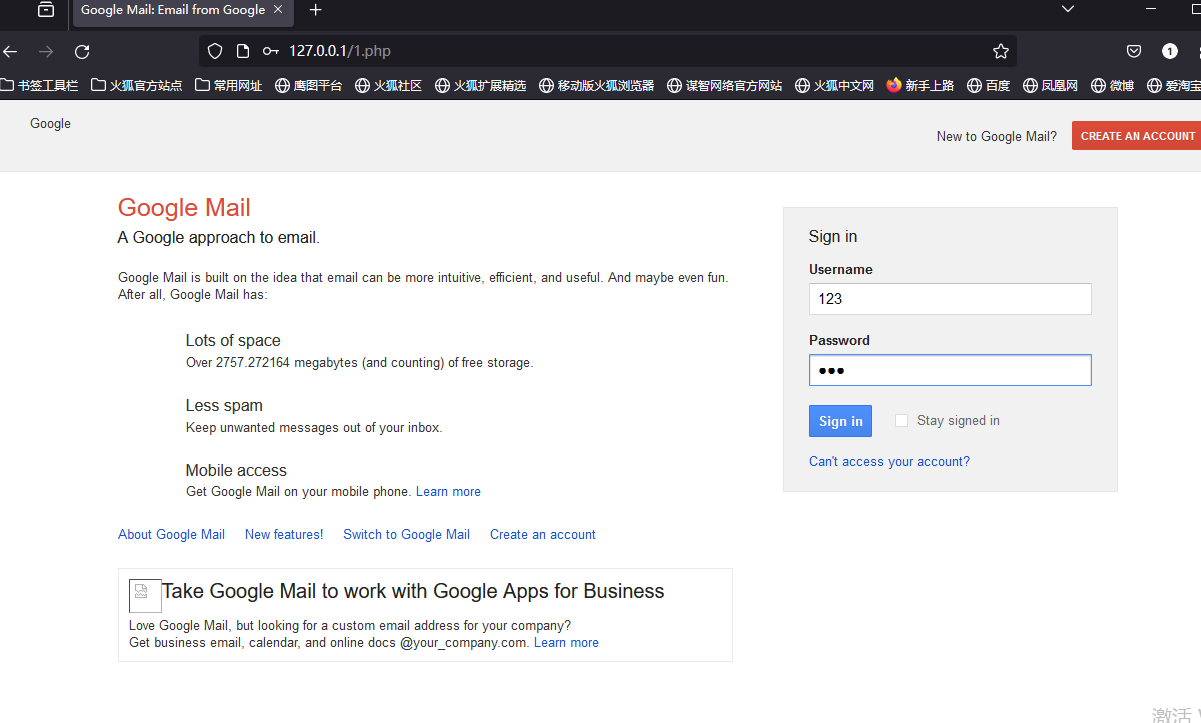 Google Mail: Email from Google
127.0.0.1/1.php
1
书签工具栏 火狐官方站点 常用网址 鹰图平台 火狐社区 火狐扩展精选 移动版火狐浏览器 谋智网络官方网站 火狐中文网 新手上路 百度 凤凰网 微博 爱淘宝
Google
New to Google Mail? CREATE AN ACCOUNT
Google Mail
A Google approach to email.
Google Mail is built on the idea that email can be more intuitive, efficient, and useful. And maybe even fun.
After all, Google Mail has:
Lots of space
Over 2757.272164 megabytes (and counting) of free storage.
Less spam
Keep unwanted messages out of your inbox.
Mobile access
Get Google Mail on your mobile phone. Learn more
About Google Mail New features! Switch to Google Mail Create an account
Take Google Mail to work with Google Apps for Business
Love Google Mail, but looking for a custom email address for your company?
Get business email, calendar, and online docs @your_company.com. Learn more
Sign in
Username
123
Password
●●●
Sign in Stay signed in
Can't access your account?
激活